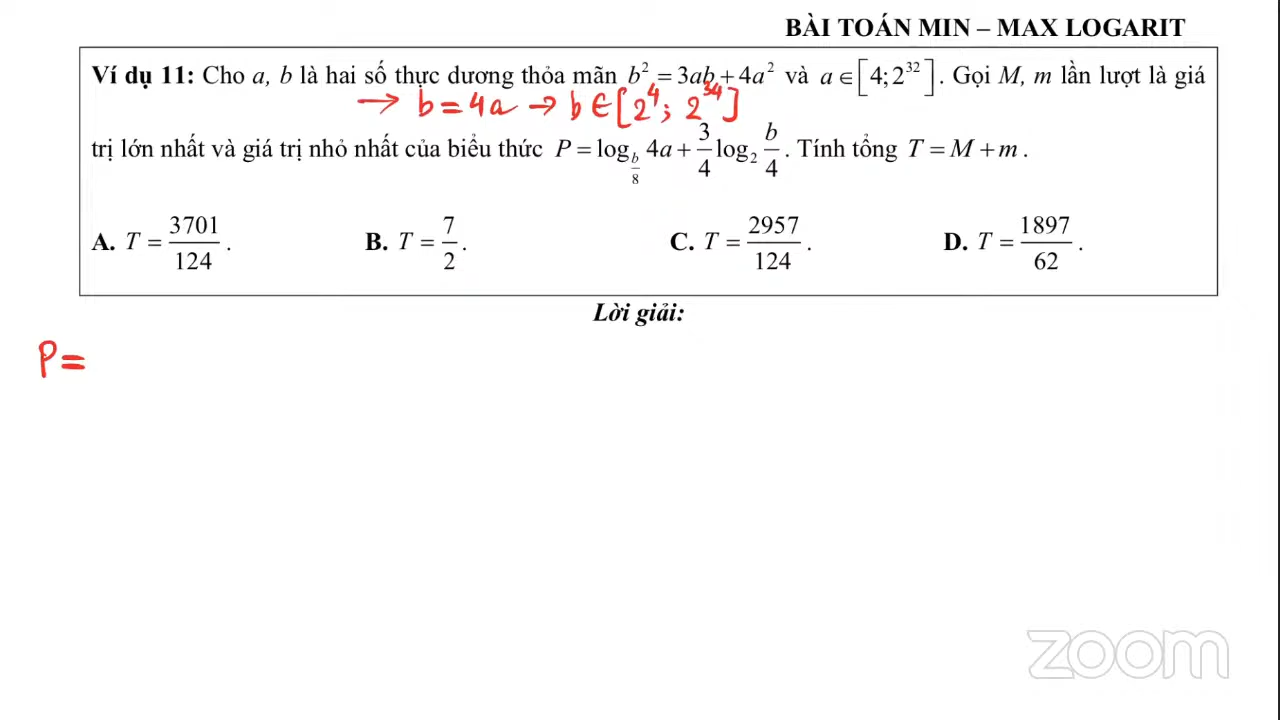 BÀI TOÁN MIN – MAX LOGARIT
Ví dụ 11: Cho a, b là hai số thực dương thỏa mãn b² = 3ab + 4a² và a ∈ [4; 2³²]. Gọi M, m lần lượt là giá
→ b = 4a → b ∈ [2⁴; 2³⁴]
trị lớn nhất và giá trị nhỏ nhất của biểu thức P = log_{b/8} 4a + 3/4 log₂ b/4. Tính tổng T = M + m.
A. T = 3701/124. B. T = 7/2. C. T = 2957/124. D. T = 1897/62.
Lời giải:
P =
zoom